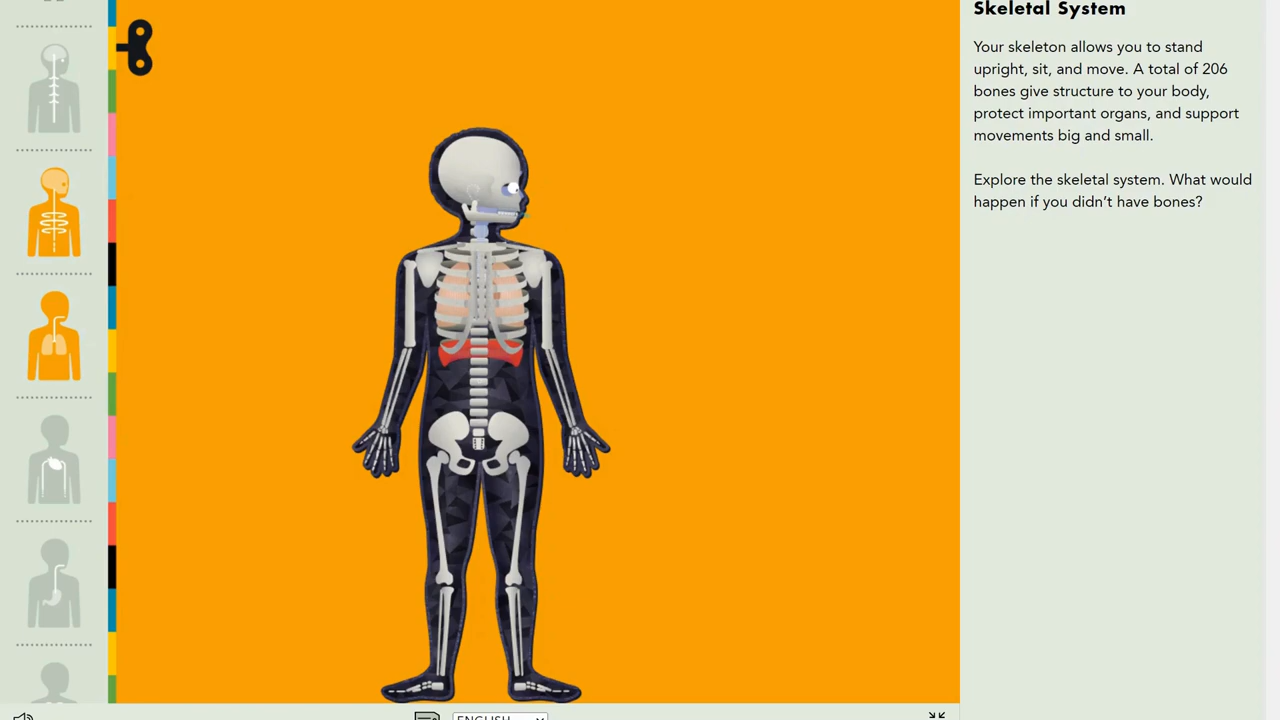 Skeletal System
Your skeleton allows you to stand
upright, sit, and move. A total of 206
bones give structure to your body,
protect important organs, and support
movements big and small.
Explore the skeletal system. What would
happen if you didn’t have bones?
ENGLISH